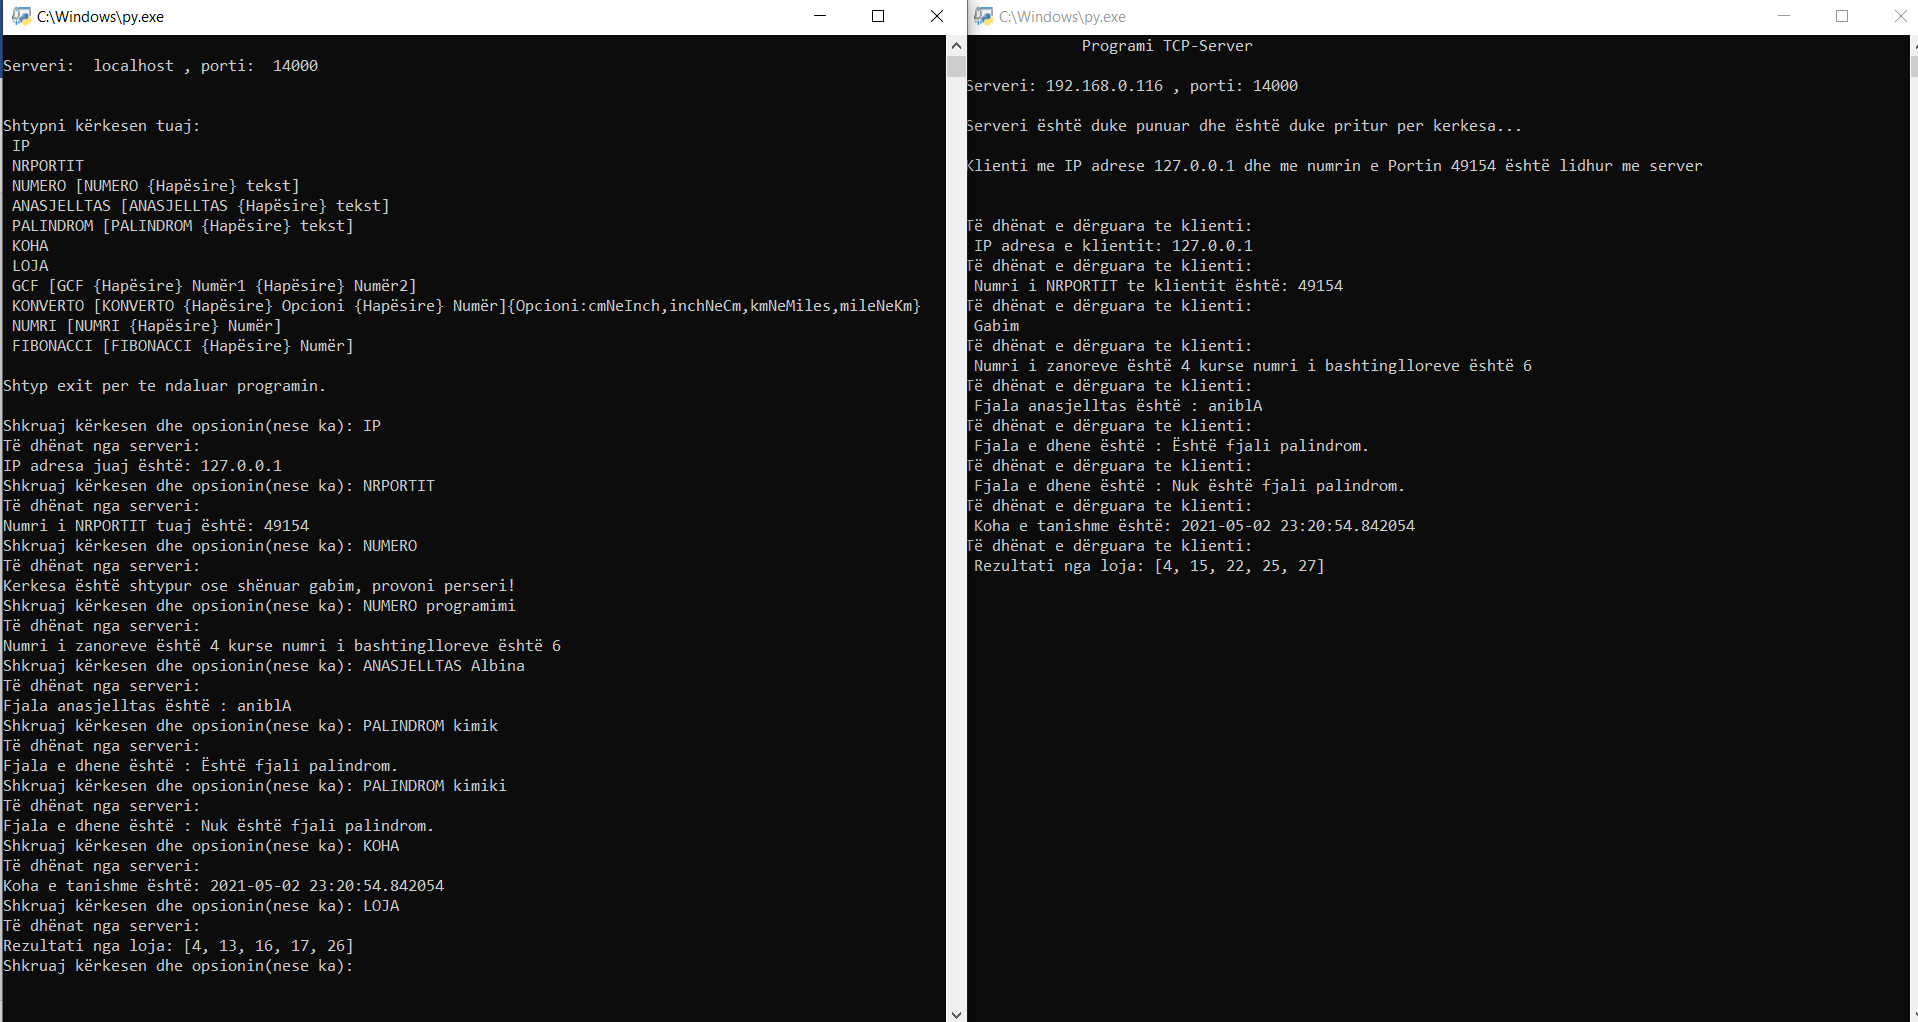 C:\Windows\py.exe
Serveri:  localhost , porti:  14000
Shtypni kërkesen tuaj:
IP
NRPORTIT
NUMERO [NUMERO {Hapësire} tekst]
ANASJELLTAS [ANASJELLTAS {Hapësire} tekst]
PALINDROM [PALINDROM {Hapësire} tekst]
KOHA
LOJA
GCF [GCF {Hapësire} Numër1 {Hapësire} Numër2]
KONVERTO [KONVERTO {Hapësire} Opcioni {Hapësire} Numër]{Opcioni:cmNeInch,inchNeCm,kmNeMiles,mileNeKm}
NUMRI [NUMRI {Hapësire} Numër]
FIBONACCI [FIBONACCI {Hapësire} Numër]
Shtyp exit per te ndaluar programin.
Shkruaj kërkesen dhe opsionin(nese ka): IP
Të dhënat nga serveri:
IP adresa juaj është: 127.0.0.1
Shkruaj kërkesen dhe opsionin(nese ka): NRPORTIT
Të dhënat nga serveri:
Numri i NRPORTIT tuaj është: 49154
Shkruaj kërkesen dhe opsionin(nese ka): NUMERO
Të dhënat nga serveri:
Kerkesa është shtypur ose shënuar gabim, provoni perseri!
Shkruaj kërkesen dhe opsionin(nese ka): NUMERO programimi
Të dhënat nga serveri:
Numri i zanoreve është 4 kurse numri i bashtinglloreve është 6
Shkruaj kërkesen dhe opsionin(nese ka): ANASJELLTAS Albina
Të dhënat nga serveri:
Fjala anasjelltas është : aniblA
Shkruaj kërkesen dhe opsionin(nese ka): PALINDROM kimik
Të dhënat nga serveri:
Fjala e dhene është : Është fjali palindrom.
Shkruaj kërkesen dhe opsionin(nese ka): PALINDROM kimiki
Të dhënat nga serveri:
Fjala e dhene është : Nuk është fjali palindrom.
Shkruaj kërkesen dhe opsionin(nese ka): KOHA
Të dhënat nga serveri:
Koha e tanishme është: 2021-05-02 23:20:54.842054
Shkruaj kërkesen dhe opsionin(nese ka): LOJA
Të dhënat nga serveri:
Rezultati nga loja: [4, 13, 16, 17, 26]
Shkruaj kërkesen dhe opsionin(nese ka):
C:\Windows\py.exe
Programi TCP-Server
Serveri: 192.168.0.116 , porti: 14000
Serveri është duke punuar dhe është duke pritur per kerkesa...
Klienti me IP adrese 127.0.0.1 dhe me numrin e Portin 49154 është lidhur me server
Të dhënat e dërguara te klienti:
IP adresa e klientit: 127.0.0.1
Të dhënat e dërguara te klienti:
Numri i NRPORTIT te klientit është: 49154
Të dhënat e dërguara te klienti:
Gabim
Të dhënat e dërguara te klienti:
Numri i zanoreve është 4 kurse numri i bashtinglloreve është 6
Të dhënat e dërguara te klienti:
Fjala anasjelltas është : aniblA
Të dhënat e dërguara te klienti:
Fjala e dhene është : Është fjali palindrom.
Të dhënat e dërguara te klienti:
Fjala e dhene është : Nuk është fjali palindrom.
Të dhënat e dërguara te klienti:
Koha e tanishme është: 2021-05-02 23:20:54.842054
Të dhënat e dërguara te klienti:
Rezultati nga loja: [4, 15, 22, 25, 27]